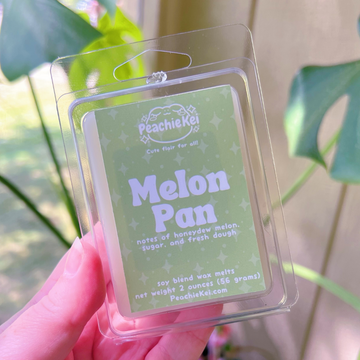 PeachieKei
Cute flair for all!
Melon
Pan
notes of honeydew melon,
sugar, and fresh dough
Soy blend wax melts
net weight 2 ounces (56 grams)
PeachieKei.com